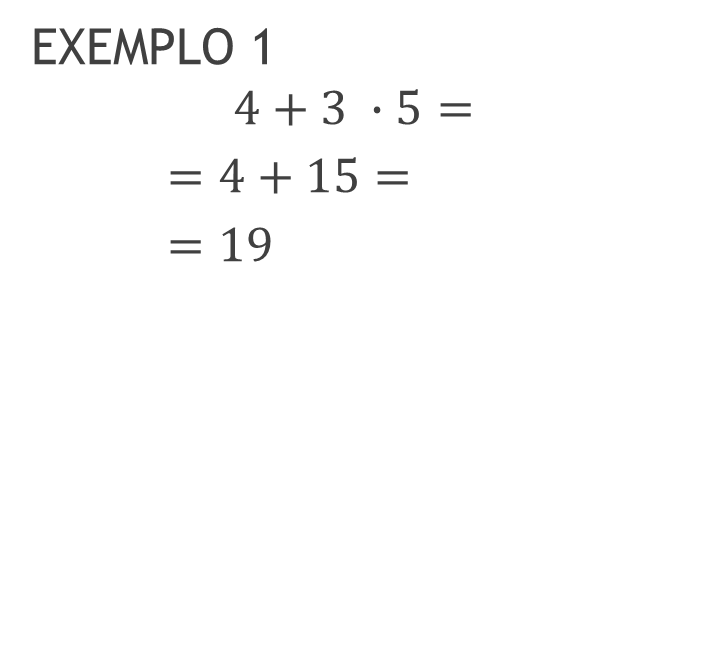 EXEMPLO 1
4 + 3 · 5 =
= 4 + 15 =
= 19